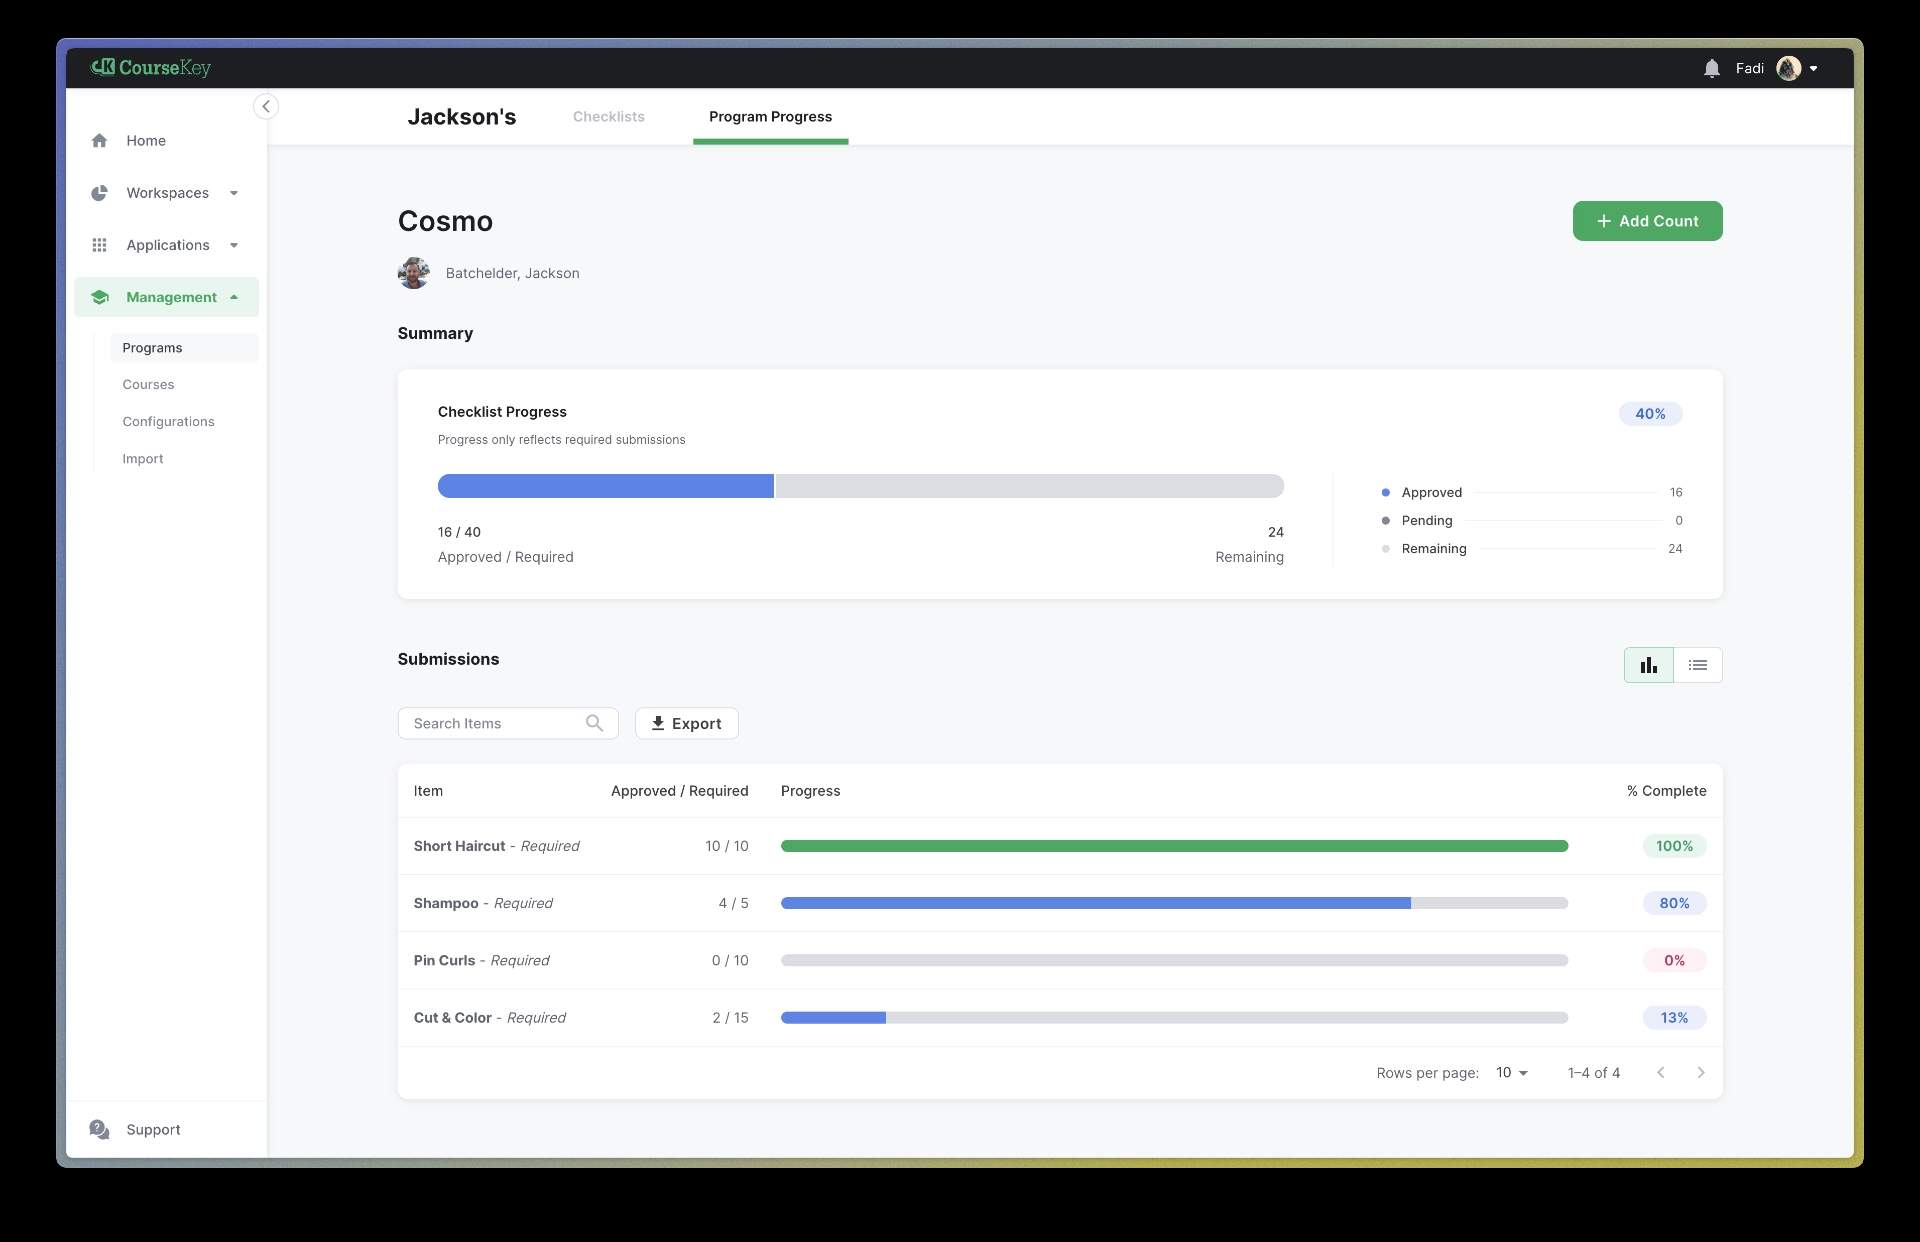 CK CourseKey
Fadi
Home
Workspaces
Applications
Management
Programs
Courses
Configurations
Import
Support
Jackson's
Checklists
Program Progress
Cosmo
+ Add Count
Batchelder, Jackson
Summary
Checklist Progress
40%
Progress only reflects required submissions
16 / 40
24
Approved / Required
Remaining
Approved 16
Pending 0
Remaining 24
Submissions
Search Items
Export
Item Approved / Required Progress % Complete
Short Haircut - Required 10 / 10 100%
Shampoo - Required 4 / 5 80%
Pin Curls - Required 0 / 10 0%
Cut & Color - Required 2 / 15 13%
Rows per page: 10 1–4 of 4